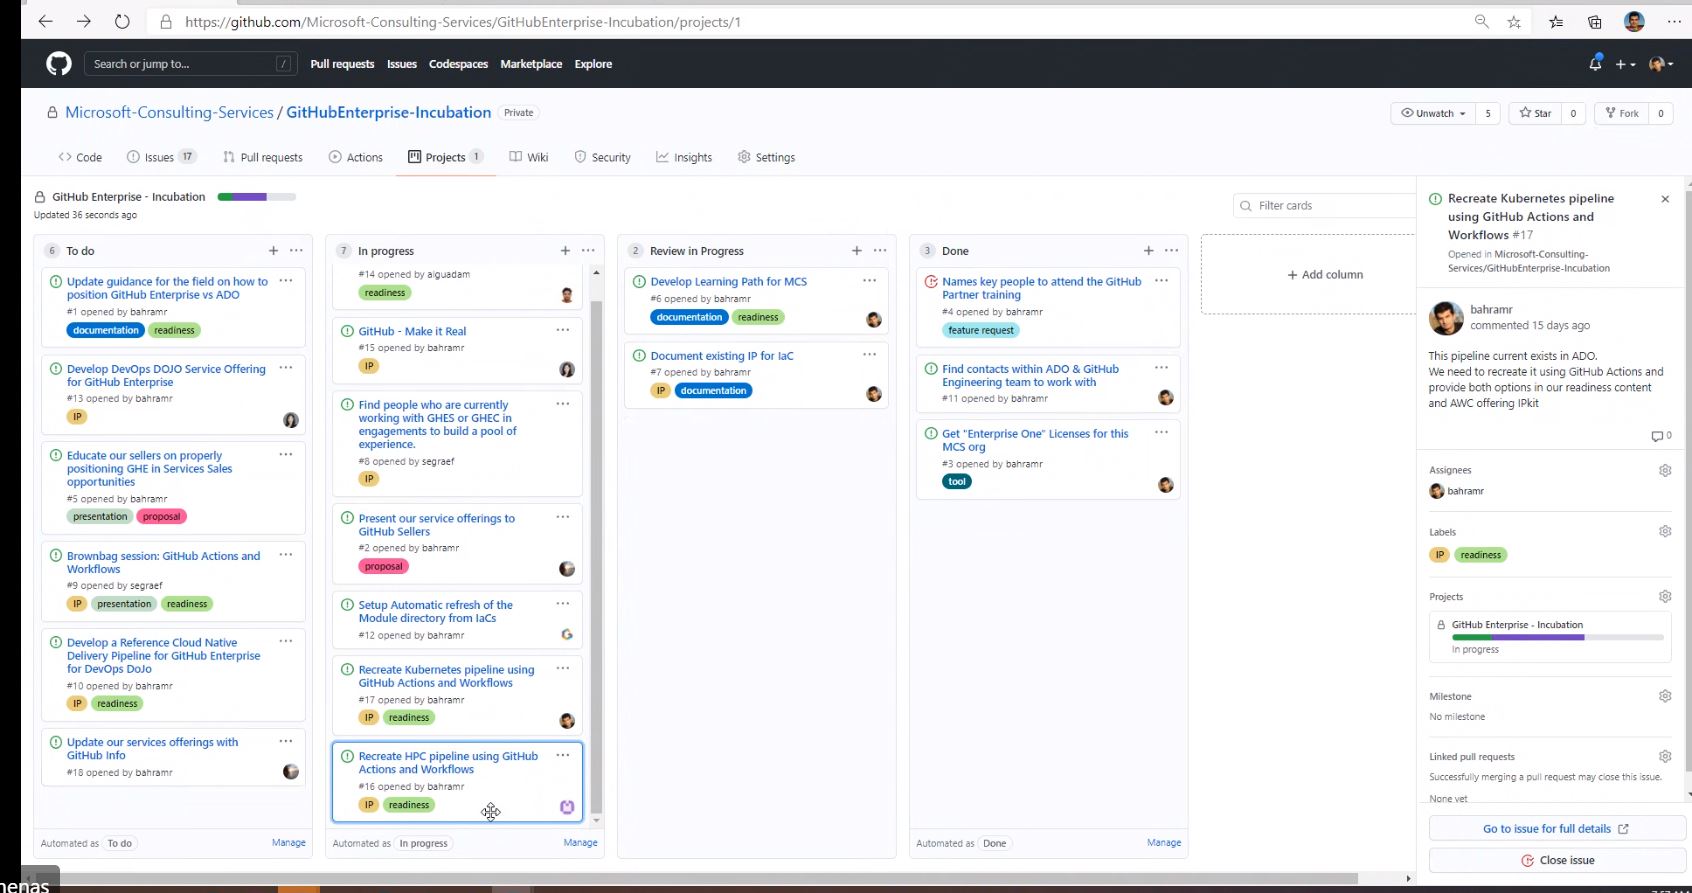 https://github.com/Microsoft-Consulting-Services/GitHubEnterprise-Incubation/projects/1
Search or jump to...
/
Pull requests
Issues
Codespaces
Marketplace
Explore
Microsoft-Consulting-Services / GitHubEnterprise-Incubation
Private
Unwatch
5
Star
0
Fork
0
Code
Issues 17
Pull requests
Actions
Projects 1
Wiki
Security
Insights
Settings
GitHub Enterprise - Incubation
Updated 36 seconds ago
Filter cards
6 To do
Update guidance for the field on how to
position GitHub Enterprise vs ADO
#1 opened by bahramr
documentation readiness
Develop DevOps DOJO Service Offering
for GitHub Enterprise
#13 opened by bahramr
IP
Educate our sellers on properly
positioning GHE in Services Sales
opportunities
#5 opened by bahramr
presentation proposal
Brownbag session: GitHub Actions and
Workflows
#9 opened by segraef
IP presentation readiness
Develop a Reference Cloud Native
Delivery Pipeline for GitHub Enterprise
for DevOps DoJo
#10 opened by bahramr
IP readiness
Update our services offerings with
GitHub Info
#18 opened by bahramr
Automated as To do
Manage
7 In progress
#14 opened by alguadam
readiness
GitHub - Make it Real
#15 opened by bahramr
IP
Find people who are currently
working with GHES or GHEC in
engagements to build a pool of
experience.
#8 opened by segraef
IP
Present our service offerings to
GitHub Sellers
#2 opened by bahramr
proposal
Setup Automatic refresh of the
Module directory from IaCs
#12 opened by bahramr
Recreate Kubernetes pipeline using
GitHub Actions and Workflows
#17 opened by bahramr
IP readiness
Recreate HPC pipeline using GitHub
Actions and Workflows
#16 opened by bahramr
IP readiness
Automated as In progress
Manage
2 Review in Progress
Develop Learning Path for MCS
#6 opened by bahramr
documentation readiness
Document existing IP for IaC
#7 opened by bahramr
IP documentation
3 Done
Names key people to attend the GitHub
Partner training
#4 opened by bahramr
feature request
Find contacts within ADO & GitHub
Engineering team to work with
#11 opened by bahramr
Get "Enterprise One" Licenses for this
MCS org
#3 opened by bahramr
tool
Automated as Done
Manage
+ Add column
Recreate Kubernetes pipeline
using GitHub Actions and
Workflows #17
Opened in Microsoft-Consulting-
Services/GitHubEnterprise-Incubation
bahramr
commented 15 days ago
This pipeline current exists in ADO.
We need to recreate it using GitHub Actions and
provide both options in our readiness content
and AWC offering IPkit
0
Assignees
bahramr
Labels
IP readiness
Projects
GitHub Enterprise - Incubation
In progress
Milestone
No milestone
Linked pull requests
Successfully merging a pull request may close this issue.
None yet
Go to issue for full details
Close issue